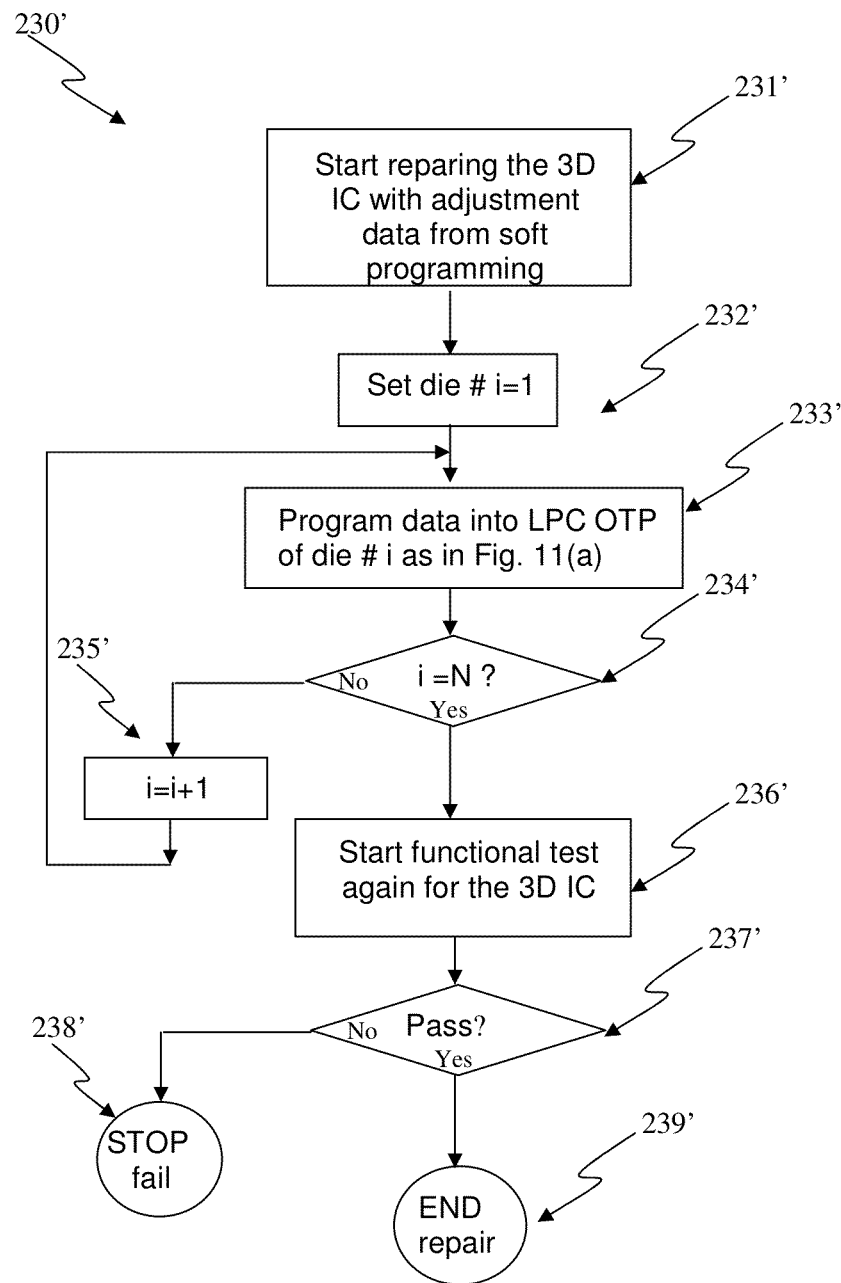 230’
231’
Start reparing the 3D
IC with adjustment
data from soft
programming
232’
Set die # i=1
233’
Program data into LPC OTP
of die # i as in Fig. 11(a)
234’
235’
i =N ?
No
Yes
i=i+1
236’
Start functional test
again for the 3D IC
237’
Pass?
No
Yes
238’
STOP
fail
239’
END
repair